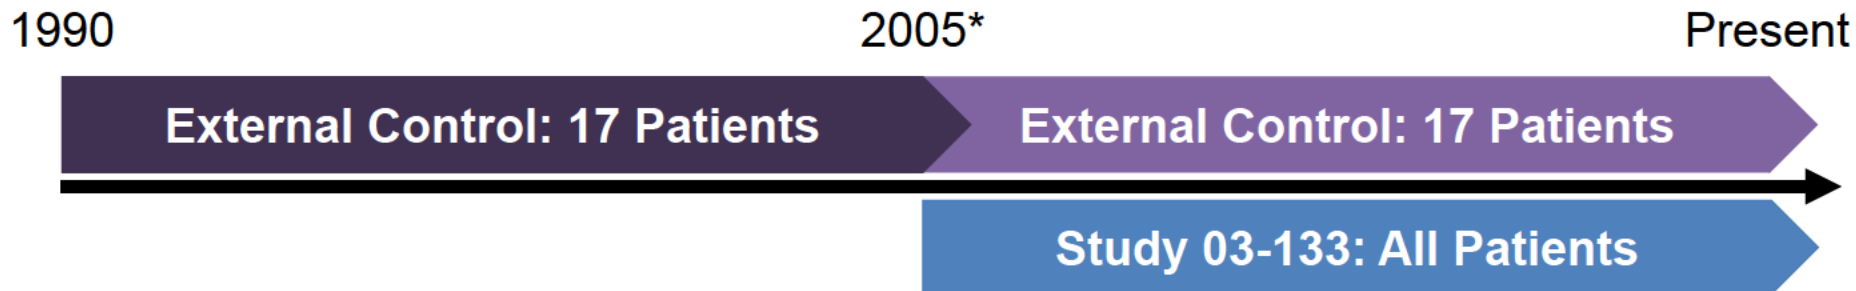 1990 2005* Present
External Control: 17 Patients External Control: 17 Patients
Study 03-133: All Patients